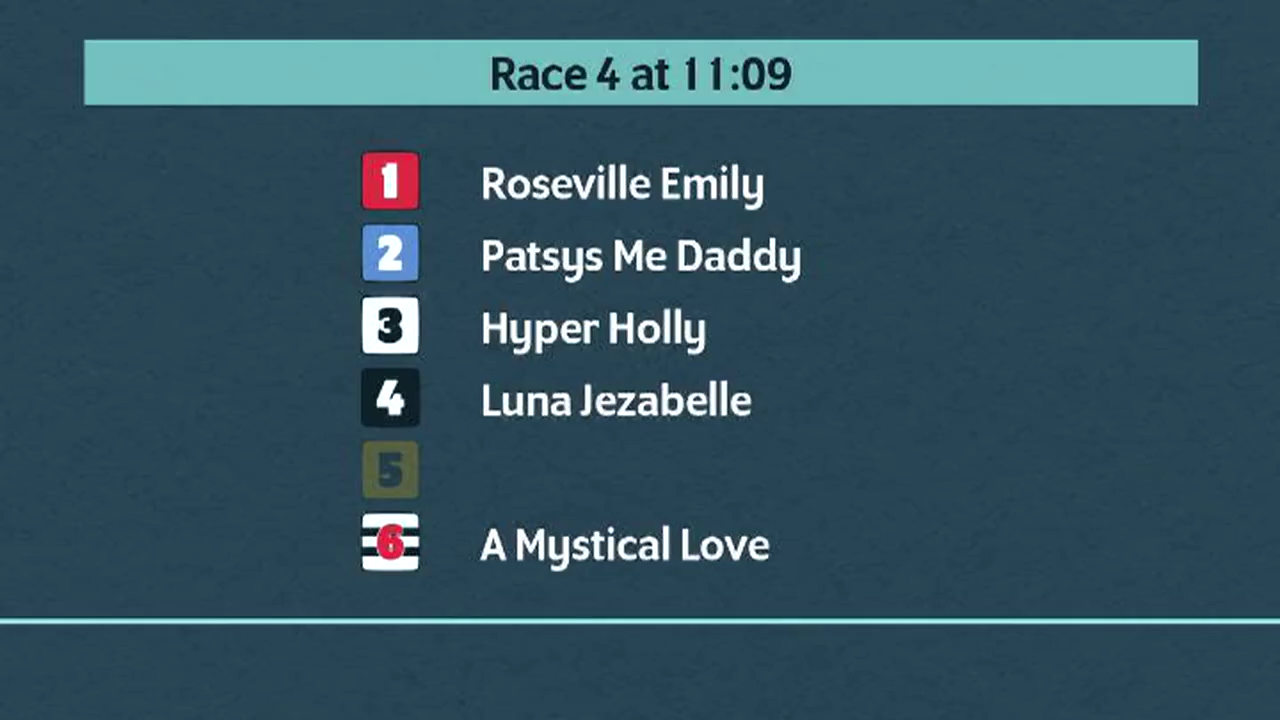 Race 4 at 11:09
1 Roseville Emily
2 Patsys Me Daddy
3 Hyper Holly
4 Luna Jezabelle
5
6 A Mystical Love